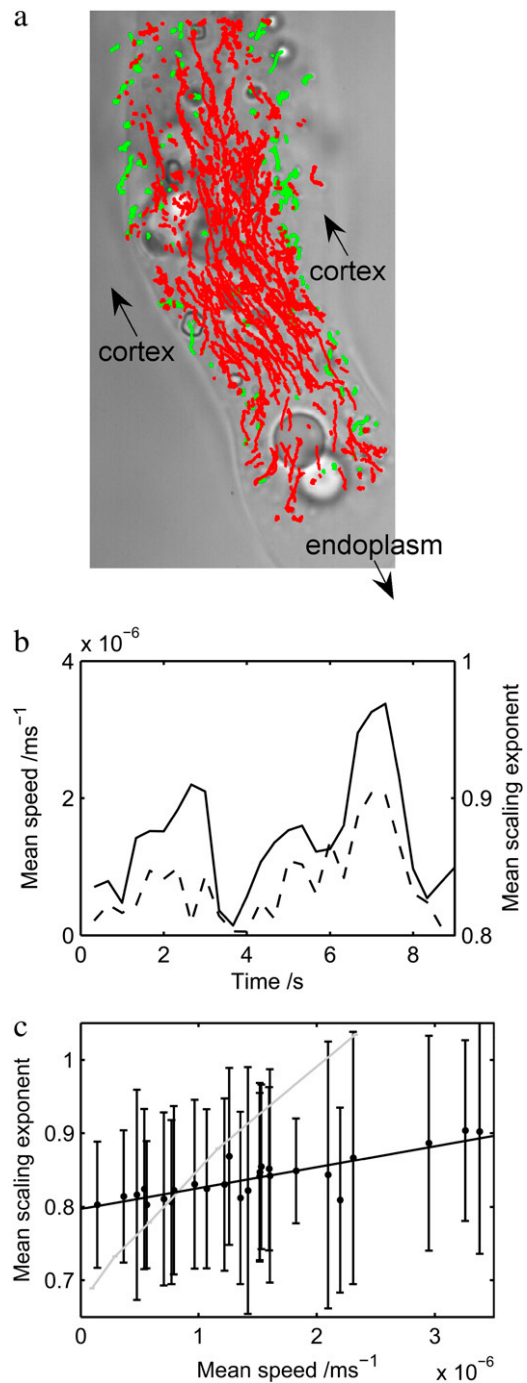 a
cortex
cortex
endoplasm
b
x 10⁻⁶
4
2
0
Mean speed /ms⁻¹
1
0.9
0.8
Mean scaling exponent
0
2
4
6
8
Time /s
c
1
0.9
0.8
0.7
Mean scaling exponent
0
1
2
3
Mean speed /ms⁻¹
x 10⁻⁶